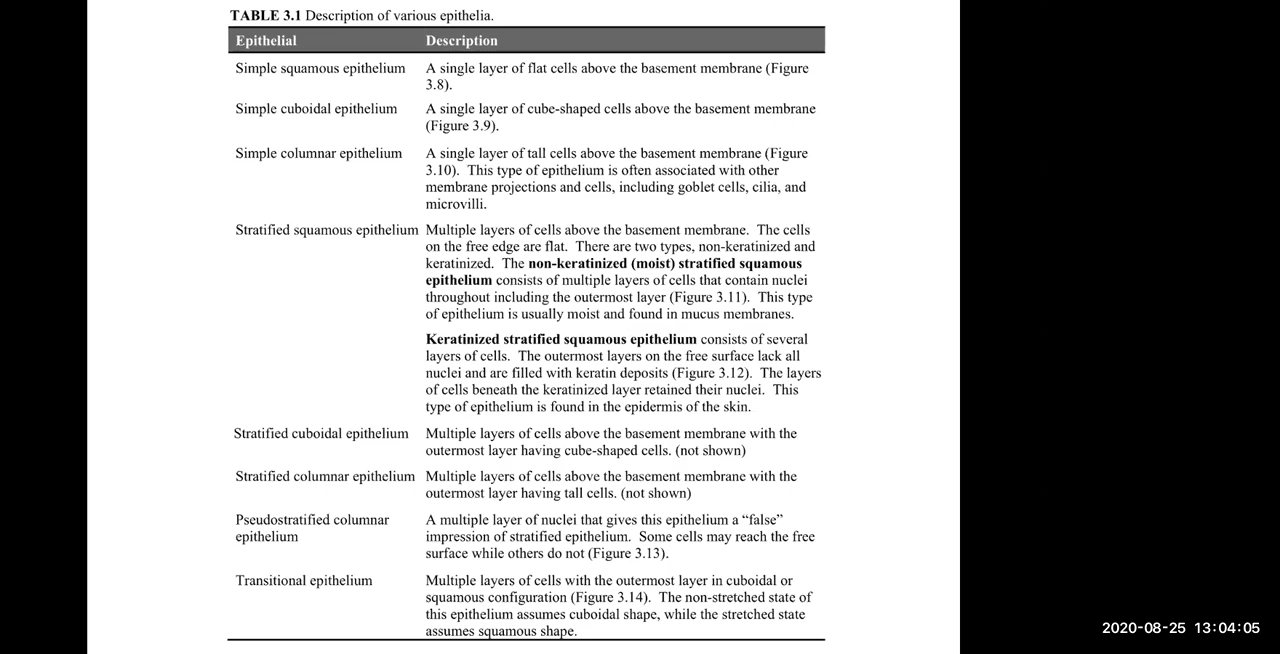 TABLE 3.1 Description of various epithelia.
Epithelial Description
Simple squamous epithelium A single layer of flat cells above the basement membrane (Figure
3.8).
Simple cuboidal epithelium A single layer of cube-shaped cells above the basement membrane
(Figure 3.9).
Simple columnar epithelium A single layer of tall cells above the basement membrane (Figure
3.10). This type of epithelium is often associated with other
membrane projections and cells, including goblet cells, cilia, and
microvilli.
Stratified squamous epithelium Multiple layers of cells above the basement membrane. The cells
on the free edge are flat. There are two types, non-keratinized and
keratinized. The non-keratinized (moist) stratified squamous
epithelium consists of multiple layers of cells that contain nuclei
throughout including the outermost layer (Figure 3.11). This type
of epithelium is usually moist and found in mucus membranes.
Keratinized stratified squamous epithelium consists of several
layers of cells. The outermost layers on the free surface lack all
nuclei and are filled with keratin deposits (Figure 3.12). The layers
of cells beneath the keratinized layer retained their nuclei. This
type of epithelium is found in the epidermis of the skin.
Stratified cuboidal epithelium Multiple layers of cells above the basement membrane with the
outermost layer having cube-shaped cells. (not shown)
Stratified columnar epithelium Multiple layers of cells above the basement membrane with the
outermost layer having tall cells. (not shown)
Pseudostratified columnar A multiple layer of nuclei that gives this epithelium a “false”
epithelium impression of stratified epithelium. Some cells may reach the free
surface while others do not (Figure 3.13).
Transitional epithelium Multiple layers of cells with the outermost layer in cuboidal or
squamous configuration (Figure 3.14). The non-stretched state of
this epithelium assumes cuboidal shape, while the stretched state
assumes squamous shape.
2020-08-25 13:04:05